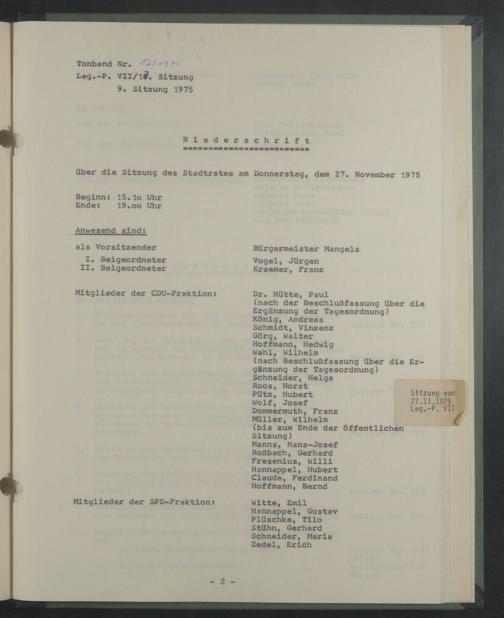 Tonband Nr. 12/1975
Leg.-P. VII/12. Sitzung
9. Sitzung 1975
Niederschrift
über die Sitzung des Stadtrates am Donnerstag, dem 27. November 1975
Beginn: 15.10 Uhr
Ende: 19.00 Uhr
Anwesend sind:
als Vorsitzender Bürgermeister Mangels
I. Beigeordneter Vogel, Jürgen
II. Beigeordneter Kraemer, Franz
Mitglieder der CDU-Fraktion: Dr. Hütte, Paul
(nach der Beschlußfassung über die
Ergänzung der Tagesordnung)
König, Andreas
Schmidt, Vinzenz
Görg, Walter
Hoffmann, Hedwig
Wahl, Wilhelm
(nach Beschlußfassung über die Er-
gänzung der Tagesordnung)
Schneider, Helga
Roos, Horst
Pütz, Hubert
Wolf, Josef
Dommermuth, Franz
Müller, Wilhelm
(bis zum Ende der öffentlichen
Sitzung)
Manns, Hans-Josef
Roßbach, Gerhard
Fresenius, Willi
Hannappel, Hubert
Claude, Ferdinand
Hoffmann, Bernd
Sitzung vom
27.11.1975
Leg.-P. VII
Mitglieder der SPD-Fraktion: Witte, Emil
Hannappel, Gustav
Plüschke, Tilo
Stühn, Gerhard
Schneider, Maria
Zedel, Erich
- 2 -